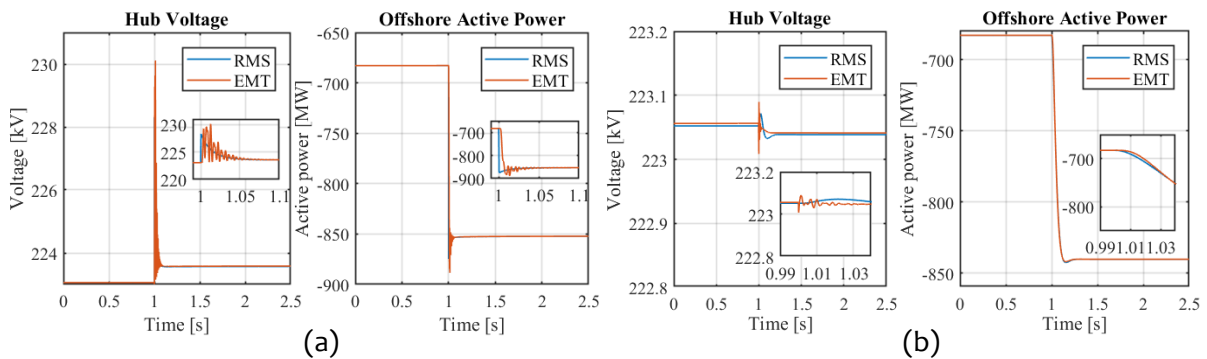 Hub Voltage
Voltage [kV]
230
228
226
224
RMS
EMT
230
225
220
1 1.05 1.1
0 0.5 1 1.5 2 2.5
Time [s]
Offshore Active Power
Active power [MW]
-650
-700
-750
-800
-850
-900
RMS
EMT
-700
-800
-900
1 1.05 1.1
0 0.5 1 1.5 2 2.5
Time [s]
(a)
Hub Voltage
Voltage [kV]
223.2
223.1
223
222.9
222.8
RMS
EMT
223.2
223
222.8
0.99 1.01 1.03
0 0.5 1 1.5 2 2.5
Time [s]
Offshore Active Power
Active power [MW]
-700
-750
-800
-850
RMS
EMT
-700
-800
0.99 1.01 1.03
0 0.5 1 1.5 2 2.5
Time [s]
(b)